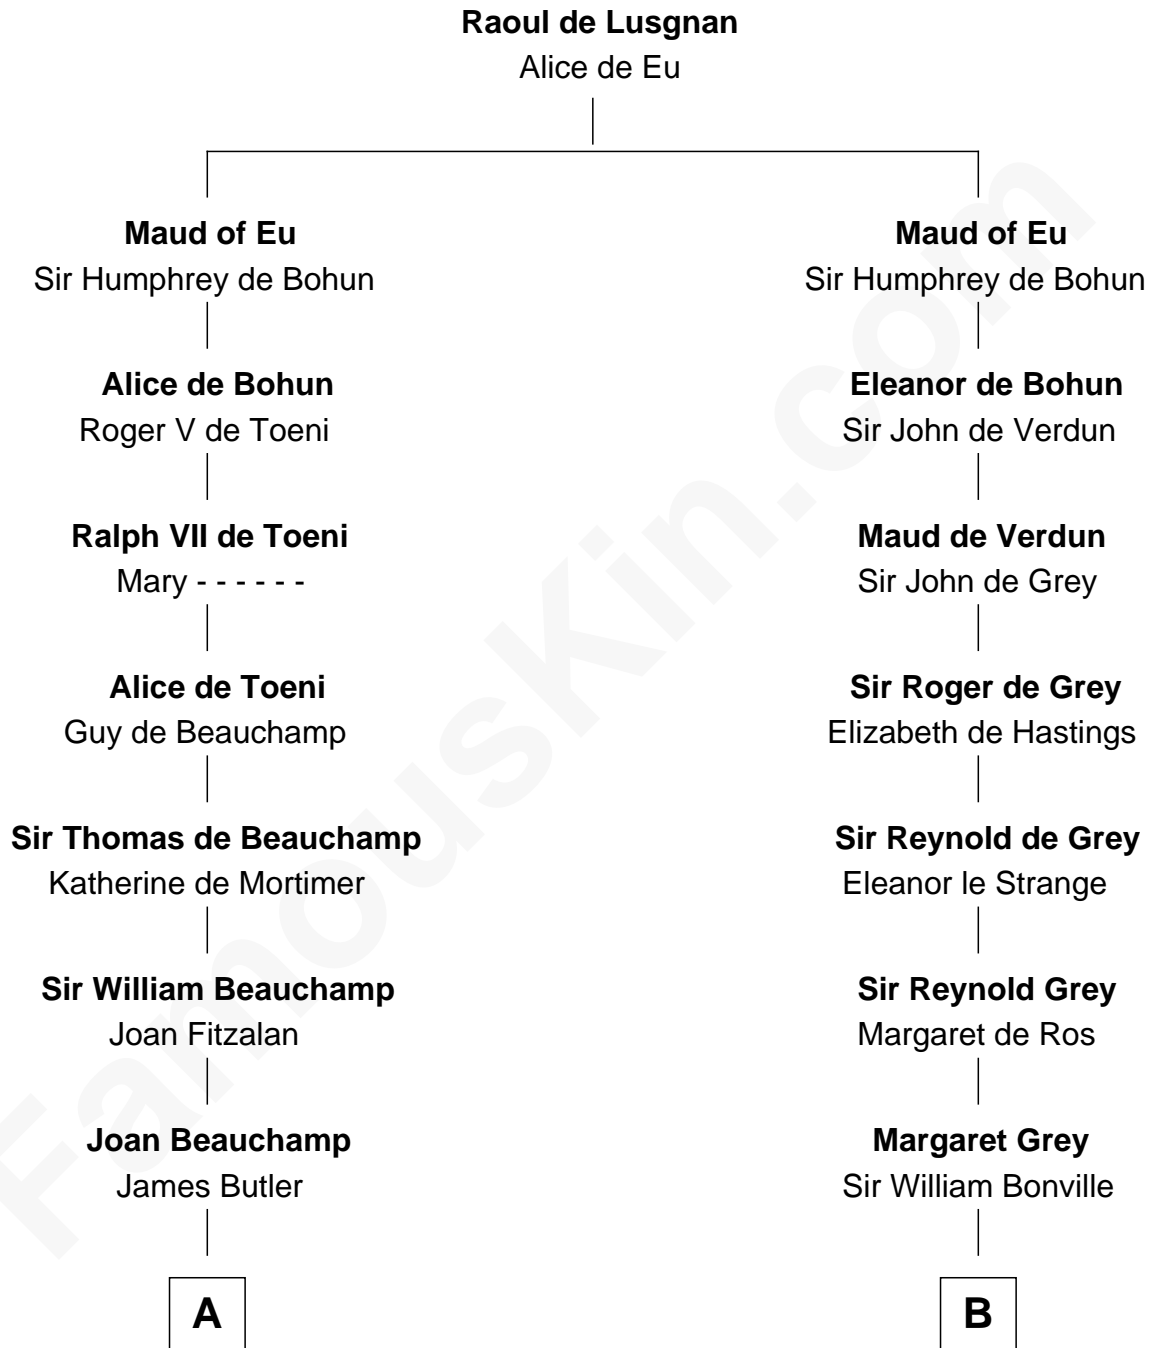 Raoul de Lusgnan
Alice de Eu
Maud of Eu
Sir Humphrey de Bohun
Maud of Eu
Sir Humphrey de Bohun
Alice de Bohun
Roger V de Toeni
Eleanor de Bohun
Sir John de Verdun
Ralph VII de Toeni
Mary - - - - - -
Maud de Verdun
Sir John de Grey
Alice de Toeni
Guy de Beauchamp
Sir Roger de Grey
Elizabeth de Hastings
Sir Thomas de Beauchamp
Katherine de Mortimer
Sir Reynold de Grey
Eleanor le Strange
Sir William Beauchamp
Joan Fitzalan
Sir Reynold Grey
Margaret de Ros
Joan Beauchamp
James Butler
Margaret Grey
Sir William Bonville
A
B
FamousKin.com